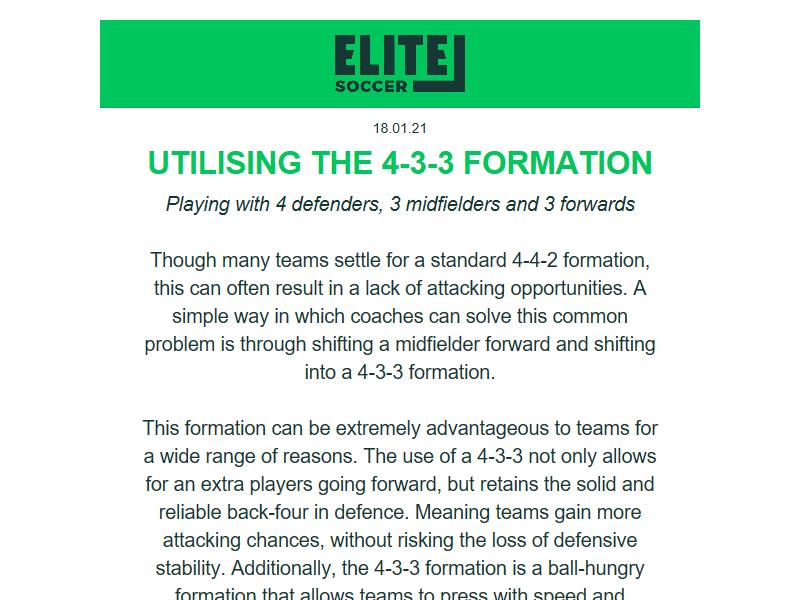 ELITE
SOCCER
18.01.21
UTILISING THE 4-3-3 FORMATION
Playing with 4 defenders, 3 midfielders and 3 forwards
Though many teams settle for a standard 4-4-2 formation,
this can often result in a lack of attacking opportunities. A
simple way in which coaches can solve this common
problem is through shifting a midfielder forward and shifting
into a 4-3-3 formation.
This formation can be extremely advantageous to teams for
a wide range of reasons. The use of a 4-3-3 not only allows
for an extra players going forward, but retains the solid and
reliable back-four in defence. Meaning teams gain more
attacking chances, without risking the loss of defensive
stability. Additionally, the 4-3-3 formation is a ball-hungry
formation that allows teams to press with speed and